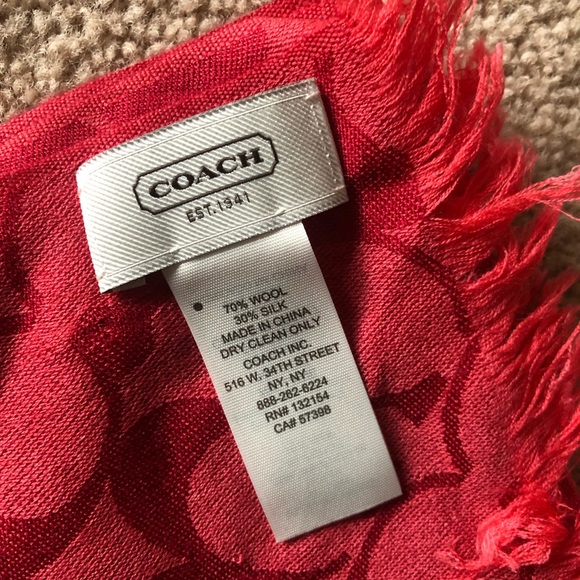 COACH
EST.1941
70% WOOL
30% SILK
MADE IN CHINA
DRY CLEAN ONLY
COACH INC.
516 W. 34TH STREET
NY, NY
888-262-6224
RN# 132154
CA# 57398